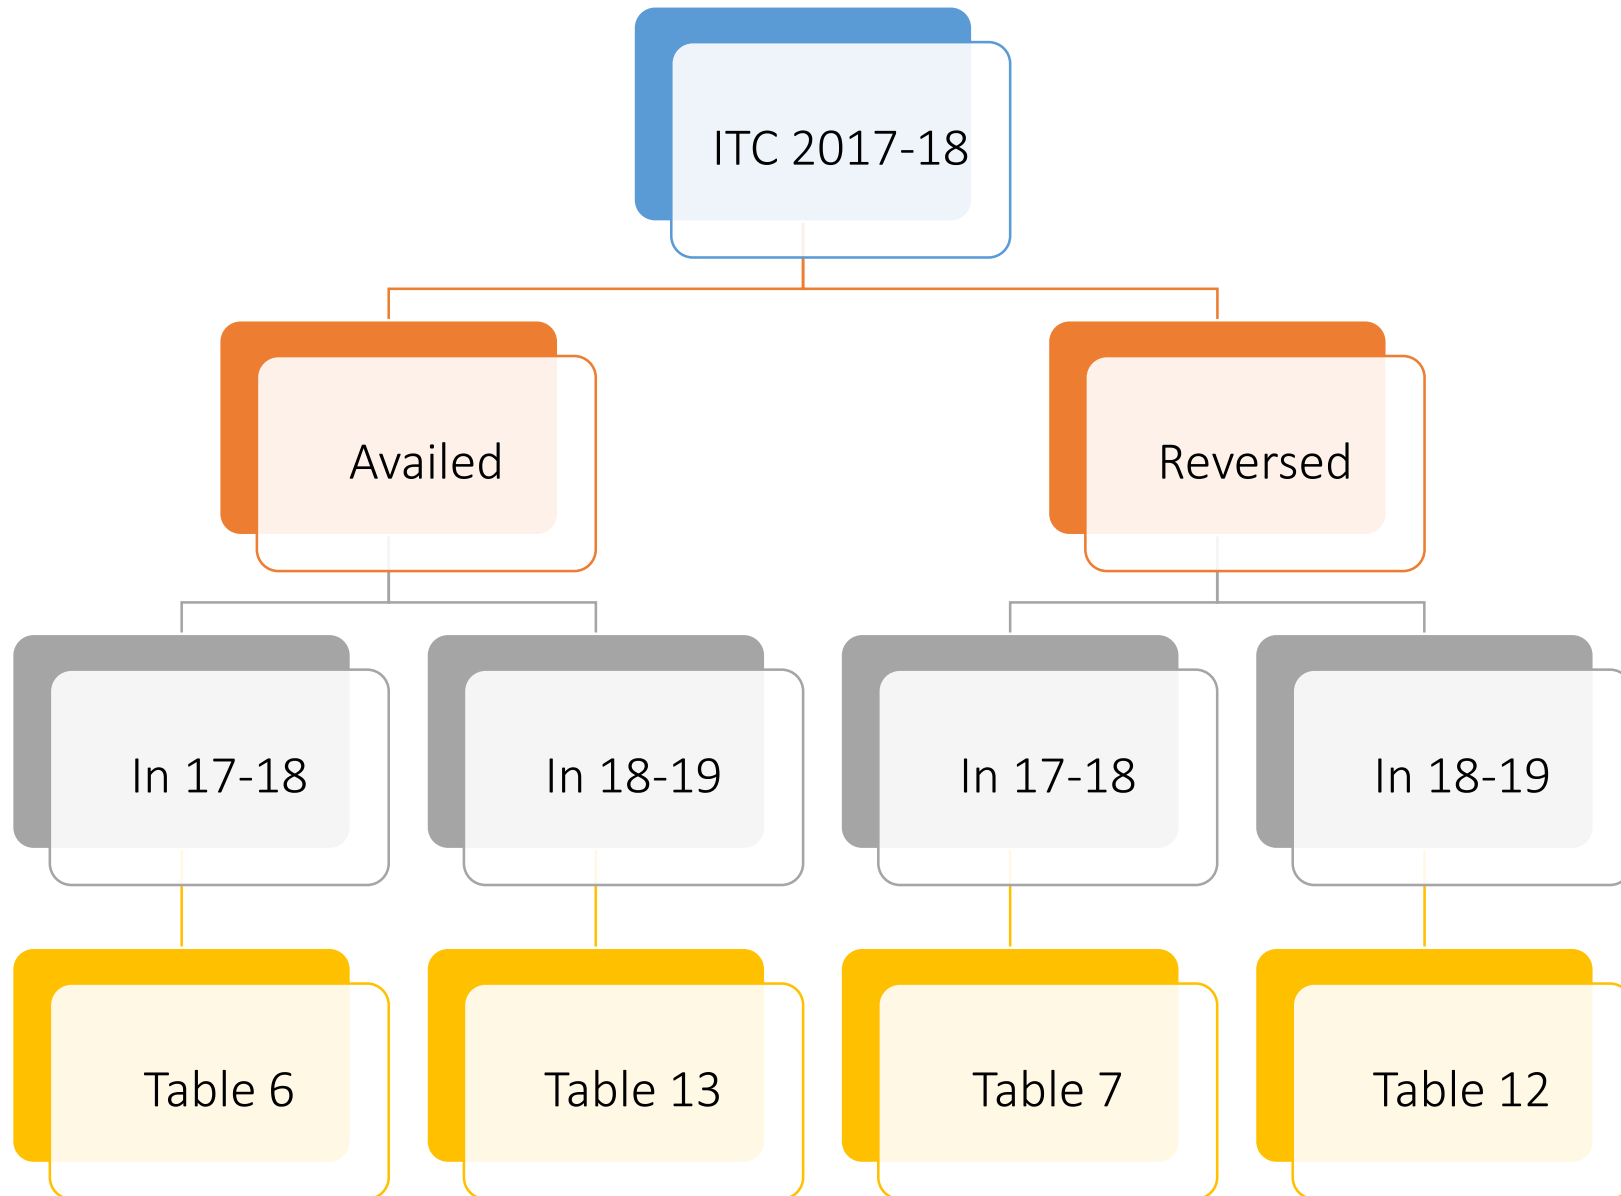 ITC 2017-18
Availed
Reversed
In 17-18
In 18-19
In 17-18
In 18-19
Table 6
Table 13
Table 7
Table 12